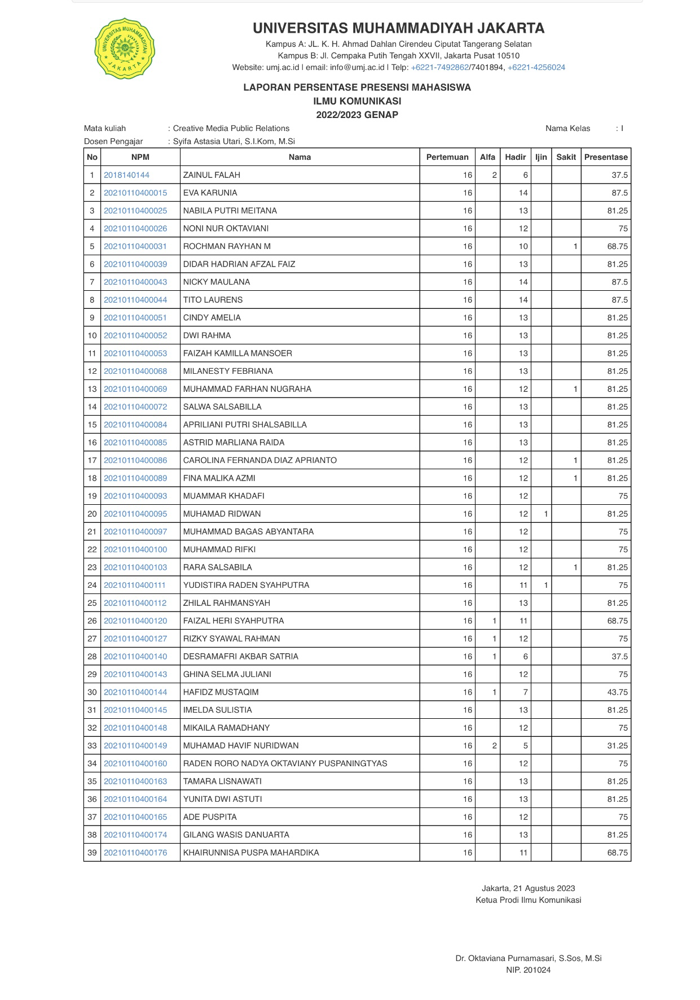 UNIVERSITAS MUHAMMADIYAH
JAKARTA
UNIVERSITAS MUHAMMADIYAH JAKARTA
Kampus A: JL. K. H. Ahmad Dahlan Cirendeu Ciputat Tangerang Selatan
Kampus B: Jl. Cempaka Putih Tengah XXVII, Jakarta Pusat 10510
Website: umj.ac.id | email: info@umj.ac.id | Telp: +6221-7492862/7401894, +6221-4256024
LAPORAN PERSENTASE PRESENSI MAHASISWA
ILMU KOMUNIKASI
2022/2023 GENAP
Mata kuliah : Creative Media Public Relations Nama Kelas : I
Dosen Pengajar : Syifa Astasia Utari, S.I.Kom, M.Si
No NPM Nama Pertemuan Alfa Hadir Ijin Sakit Presentase
1 2018140144 ZAINUL FALAH 16 2 6 37.5
2 20210110400015 EVA KARUNIA 16 14 87.5
3 20210110400025 NABILA PUTRI MEITANA 16 13 81.25
4 20210110400026 NONI NUR OKTAVIANI 16 12 75
5 20210110400031 ROCHMAN RAYHAN M 16 10 1 68.75
6 20210110400039 DIDAR HADRIAN AFZAL FAIZ 16 13 81.25
7 20210110400043 NICKY MAULANA 16 14 87.5
8 20210110400044 TITO LAURENS 16 14 87.5
9 20210110400051 CINDY AMELIA 16 13 81.25
10 20210110400052 DWI RAHMA 16 13 81.25
11 20210110400053 FAIZAH KAMILLA MANSOER 16 13 81.25
12 20210110400068 MILANESTY FEBRIANA 16 13 81.25
13 20210110400069 MUHAMMAD FARHAN NUGRAHA 16 12 1 81.25
14 20210110400072 SALWA SALSABILLA 16 13 81.25
15 20210110400084 APRILIANI PUTRI SHALSABILLA 16 13 81.25
16 20210110400085 ASTRID MARLIANA RAIDA 16 13 81.25
17 20210110400086 CAROLINA FERNANDA DIAZ APRIANTO 16 12 1 81.25
18 20210110400089 FINA MALIKA AZMI 16 12 1 81.25
19 20210110400093 MUAMMAR KHADAFI 16 12 75
20 20210110400095 MUHAMAD RIDWAN 16 12 1 81.25
21 20210110400097 MUHAMMAD BAGAS ABYANTARA 16 12 75
22 20210110400100 MUHAMMAD RIFKI 16 12 75
23 20210110400103 RARA SALSABILA 16 12 1 81.25
24 20210110400111 YUDISTIRA RADEN SYAHPUTRA 16 11 1 75
25 20210110400112 ZHILAL RAHMANSYAH 16 13 81.25
26 20210110400120 FAIZAL HERI SYAHPUTRA 16 1 11 68.75
27 20210110400127 RIZKY SYAWAL RAHMAN 16 1 12 75
28 20210110400140 DESRAMAFRI AKBAR SATRIA 16 1 6 37.5
29 20210110400143 GHINA SELMA JULIANI 16 12 75
30 20210110400144 HAFIDZ MUSTAQIM 16 1 7 43.75
31 20210110400145 IMELDA SULISTIA 16 13 81.25
32 20210110400148 MIKAILA RAMADHANY 16 12 75
33 20210110400149 MUHAMAD HAVIF NURIDWAN 16 2 5 31.25
34 20210110400160 RADEN RORO NADYA OKTAVIANY PUSPANINGTYAS 16 12 75
35 20210110400163 TAMARA LISNAWATI 16 13 81.25
36 20210110400164 YUNITA DWI ASTUTI 16 13 81.25
37 20210110400165 ADE PUSPITA 16 12 75
38 20210110400174 GILANG WASIS DANUARTA 16 13 81.25
39 20210110400176 KHAIRUNNISA PUSPA MAHARDIKA 16 11 68.75
Jakarta, 21 Agustus 2023
Ketua Prodi Ilmu Komunikasi
Dr. Oktaviana Purnamasari, S.Sos, M.Si
NIP. 201024